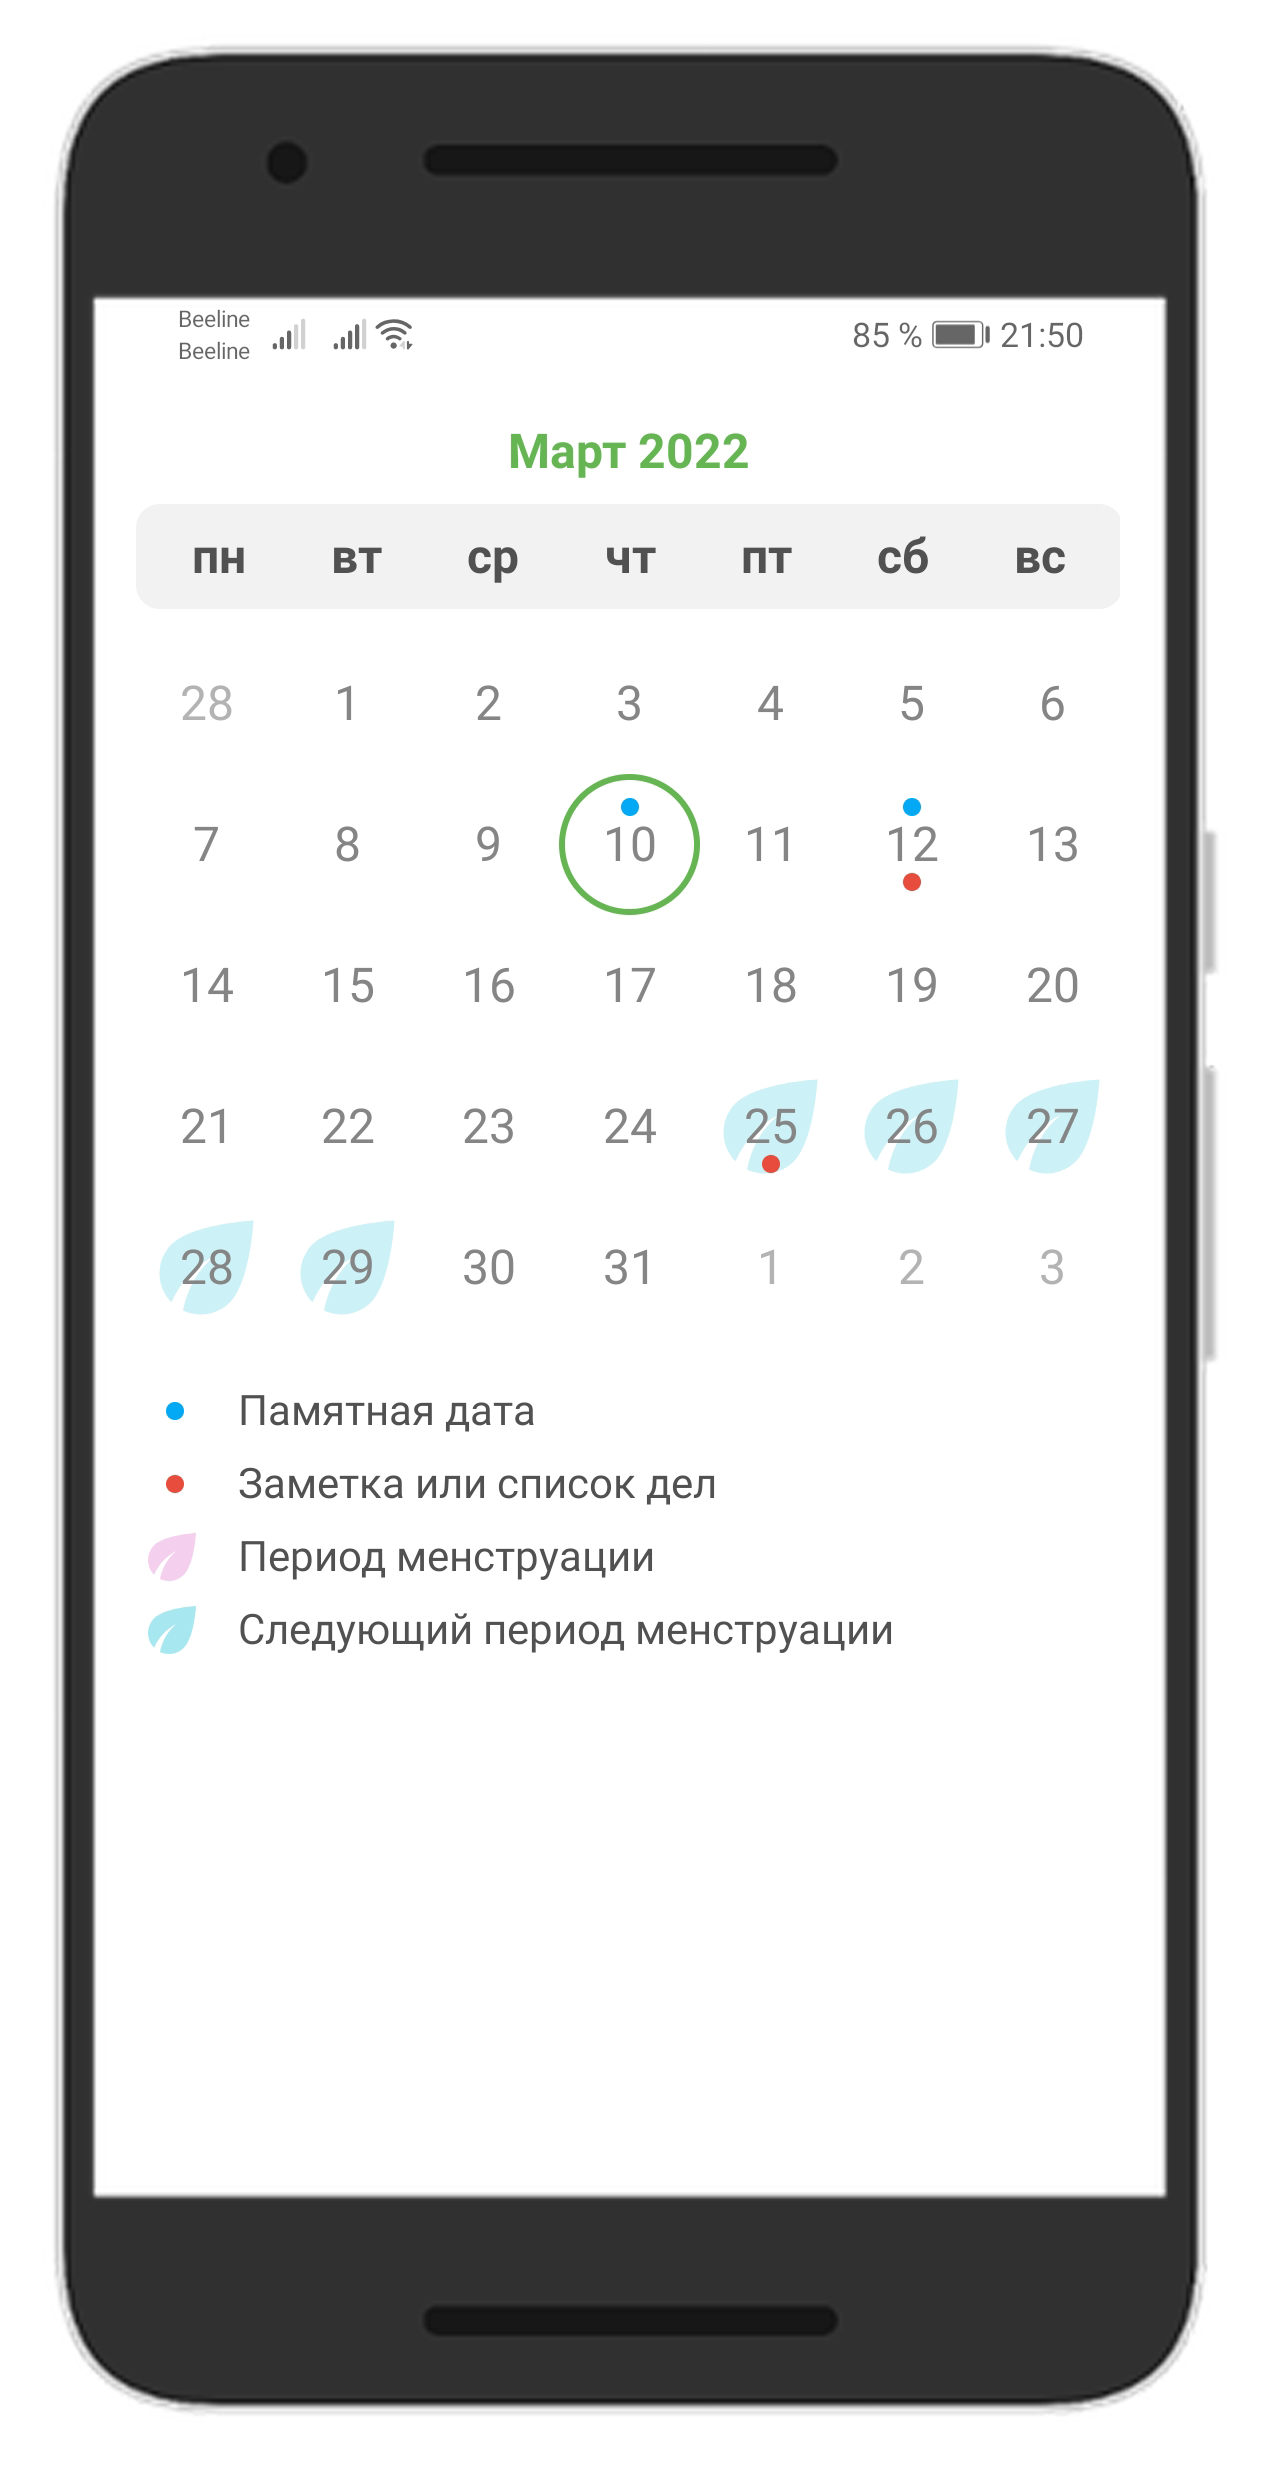 Beeline
Beeline
85 % 21:50
Март 2022
пн вт ср чт пт сб вс
28 1 2 3 4 5 6
7 8 9 10 11 12 13
14 15 16 17 18 19 20
21 22 23 24 25 26 27
28 29 30 31 1 2 3
Памятная дата
Заметка или список дел
Период менструации
Следующий период менструации